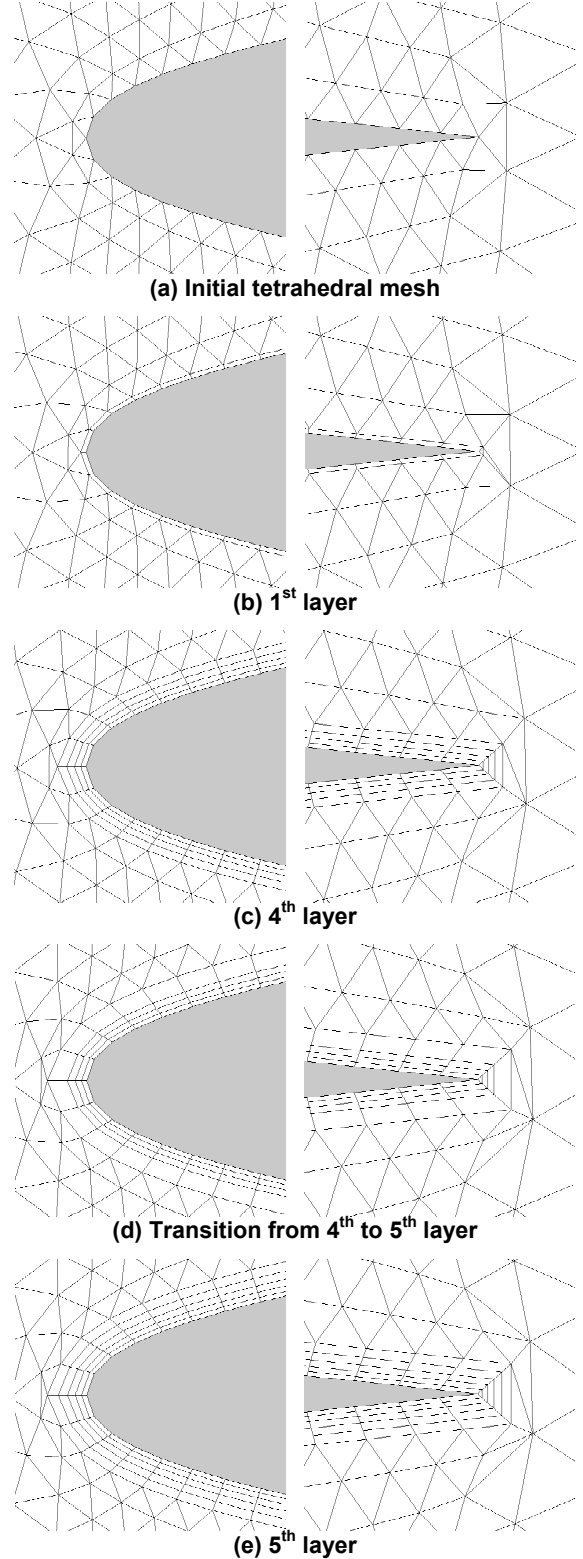 (a) Initial tetrahedral mesh
(b) 1st layer
(c) 4th layer
(d) Transition from 4th to 5th layer
(e) 5th layer